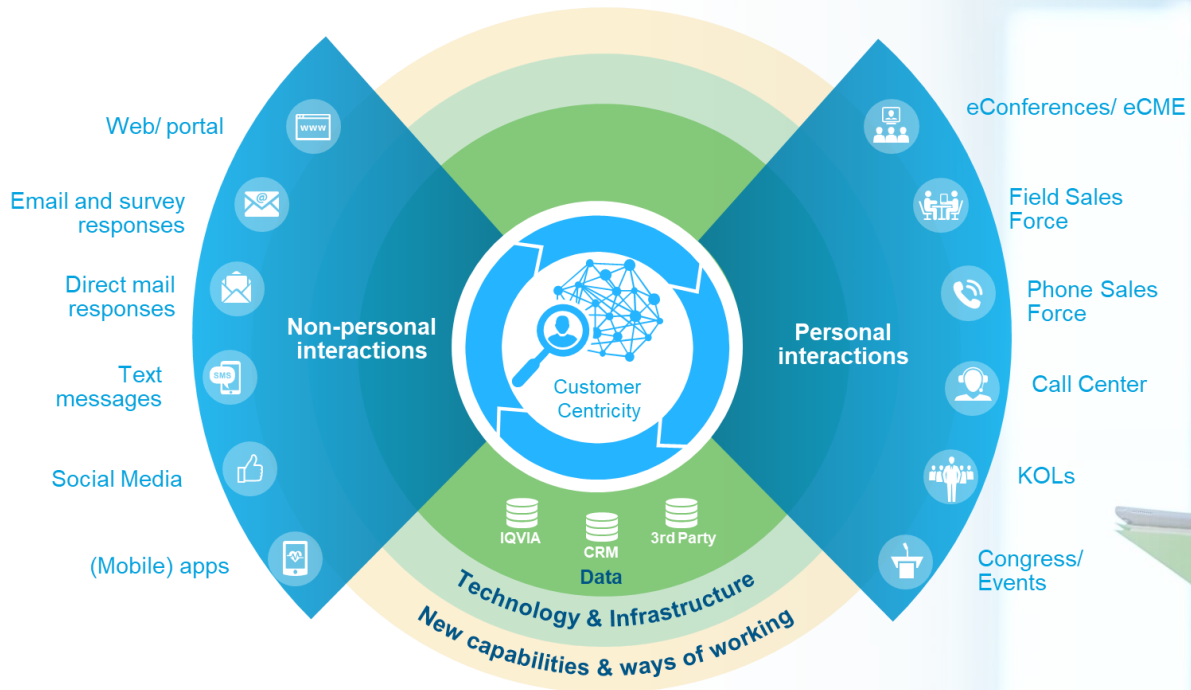 Web/ portal
Email and survey
responses
Direct mail
responses
Text
messages
Social Media
(Mobile) apps
www
@
SMS
Non-personal
interactions
Customer
Centricity
Personal
interactions
eConferences/ eCME
Field Sales
Force
Phone Sales
Force
Call Center
KOLs
Congress/
Events
IQVIA
CRM
3rd Party
Data
Technology & Infrastructure
New capabilities & ways of working